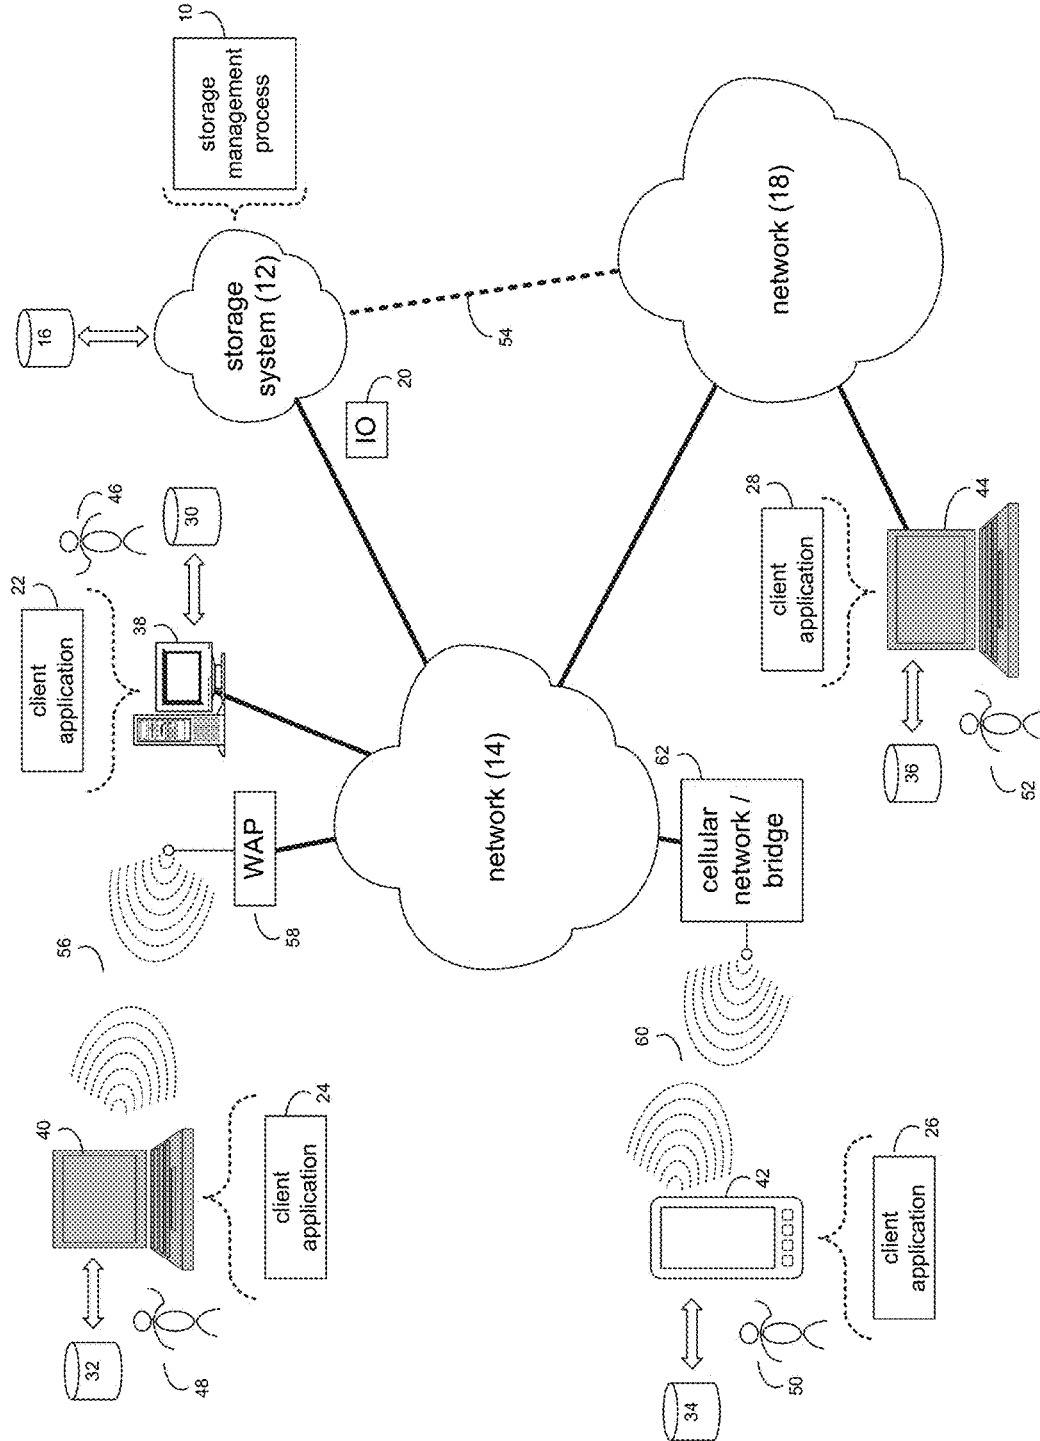 10
storage
management
process
16
storage
system (12)
54
IO
20
network (18)
22
client
application
46
30
38
28
client
application
44
36
52
WAP
58
56
network (14)
62
cellular
network /
bridge
60
40
32
48
24
client
application
42
34
50
26
client
application